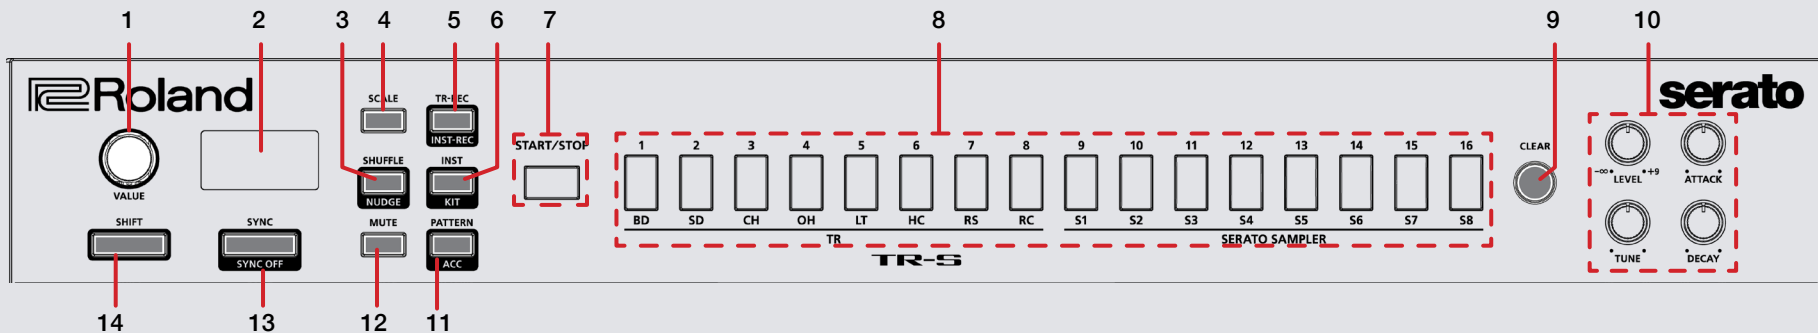 1 2 3 4 5 6 7 8 9 10
Roland
serato
SCALE
TR-REC
INST-REC
START/STOP
1 2 3 4 5 6 7 8 9 10 11 12 13 14 15 16
CLEAR
-∞ LEVEL +9
ATTACK
VALUE
SHUFFLE
NUDGE
INST
KIT
BD SD CH OH LT HC RS RC S1 S2 S3 S4 S5 S6 S7 S8
SHIFT
SYNC
SYNC OFF
MUTE
PATTERN
ACC
TR
SERATO SAMPLER
TR-S
TUNE
DECAY
14 13 12 11